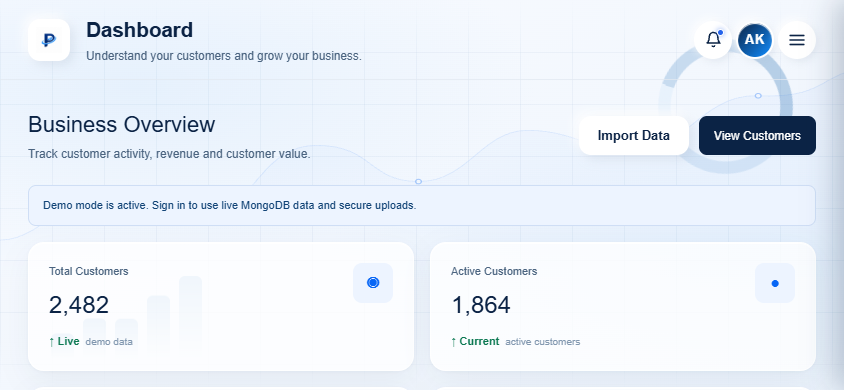 P
Dashboard
Understand your customers and grow your business.
AK
Business Overview
Track customer activity, revenue and customer value.
Import Data
View Customers
Demo mode is active. Sign in to use live MongoDB data and secure uploads.
Total Customers
2,482
↑ Live demo data
Active Customers
1,864
↑ Current active customers